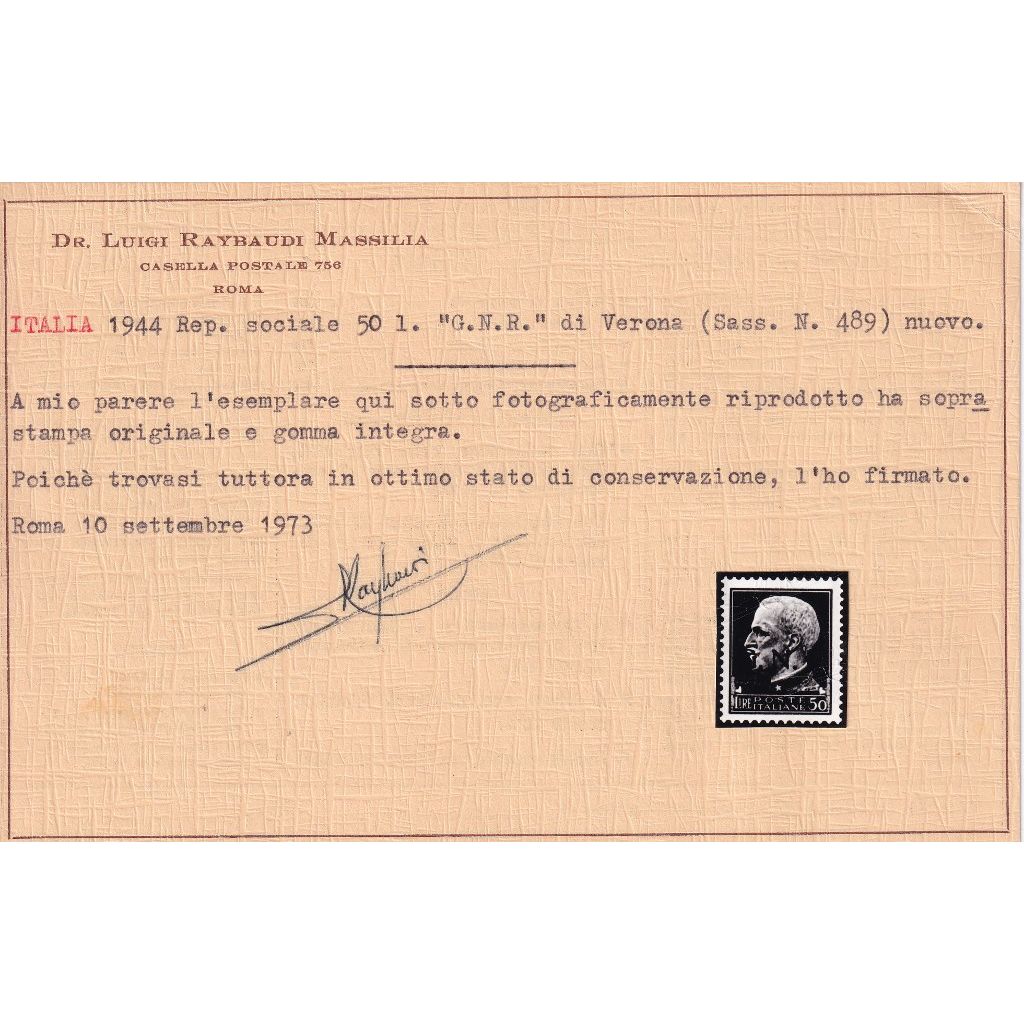 DR. LUIGI RAYBAUDI MASSILIA
CASELLA POSTALE 756
ROMA
ITALIA 1944 Rep. sociale 50 l. "G.N.R." di Verona (Sass. N. 489) nuovo.
A mio parere l'esemplare qui sotto fotograficamente riprodotto ha sopra
stampa originale e gomma integra.
Poichè trovasi tuttora in ottimo stato di conservazione, l'ho firmato.
Roma 10 settembre 1973
Raybaudi
LIRE POSTE ITALIANE 50